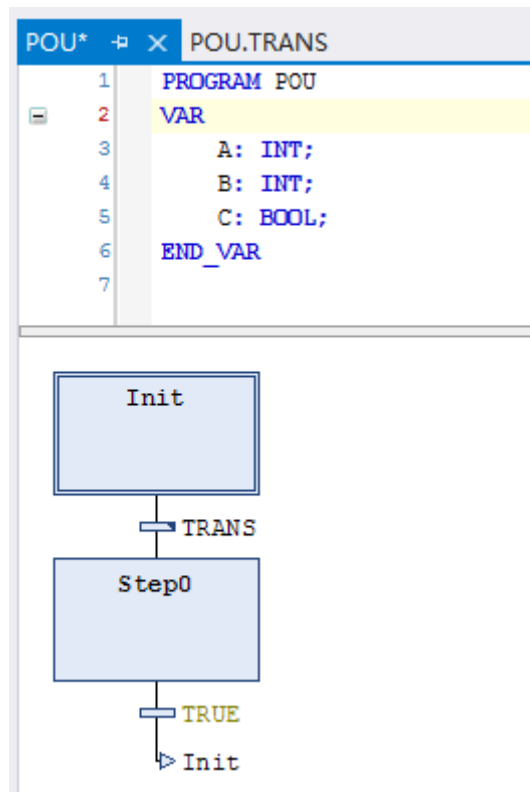 POU* POU.TRANS
1 PROGRAM POU
2 VAR
3 A: INT;
4 B: INT;
5 C: BOOL;
6 END_VAR
7
Init
TRANS
Step0
TRUE
Init